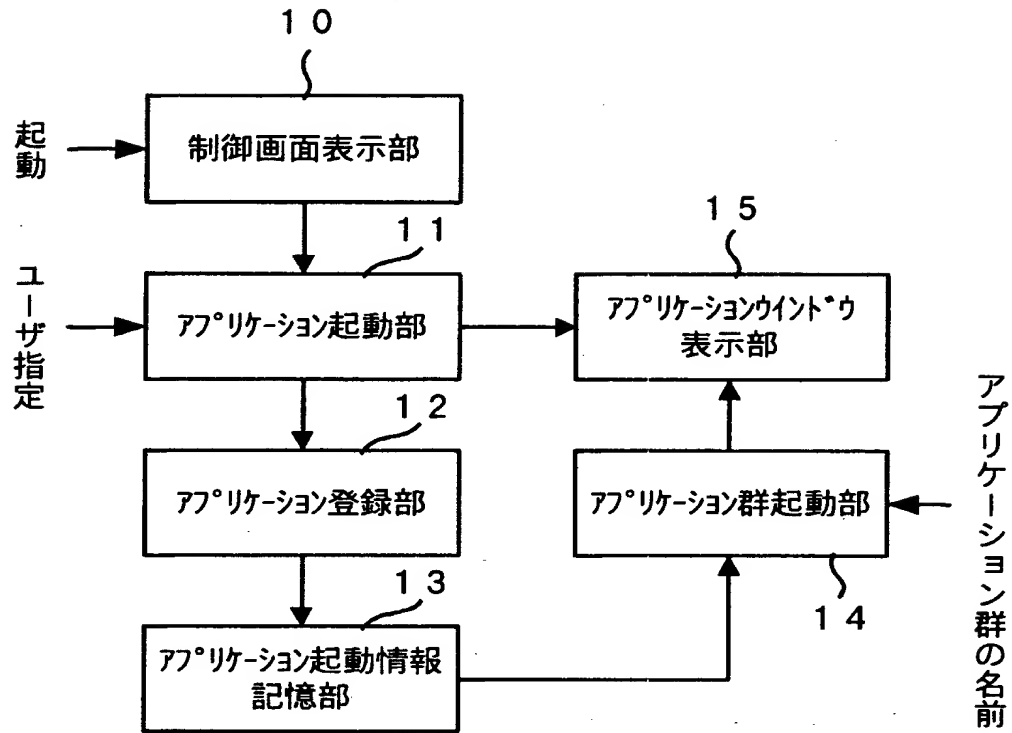 １０
起動
制御画面表示部
１１
１５
ユーザ指定
ｱﾌﾟﾘｹｰｼｮﾝ起動部
ｱﾌﾟﾘｹｰｼｮﾝｳｲﾝﾄﾞｳ
表示部
１２
ｱﾌﾟﾘｹｰｼｮﾝ登録部
ｱﾌﾟﾘｹｰｼｮﾝ群起動部
アプリケーション群の名前
１３
１４
ｱﾌﾟﾘｹｰｼｮﾝ起動情報
記憶部